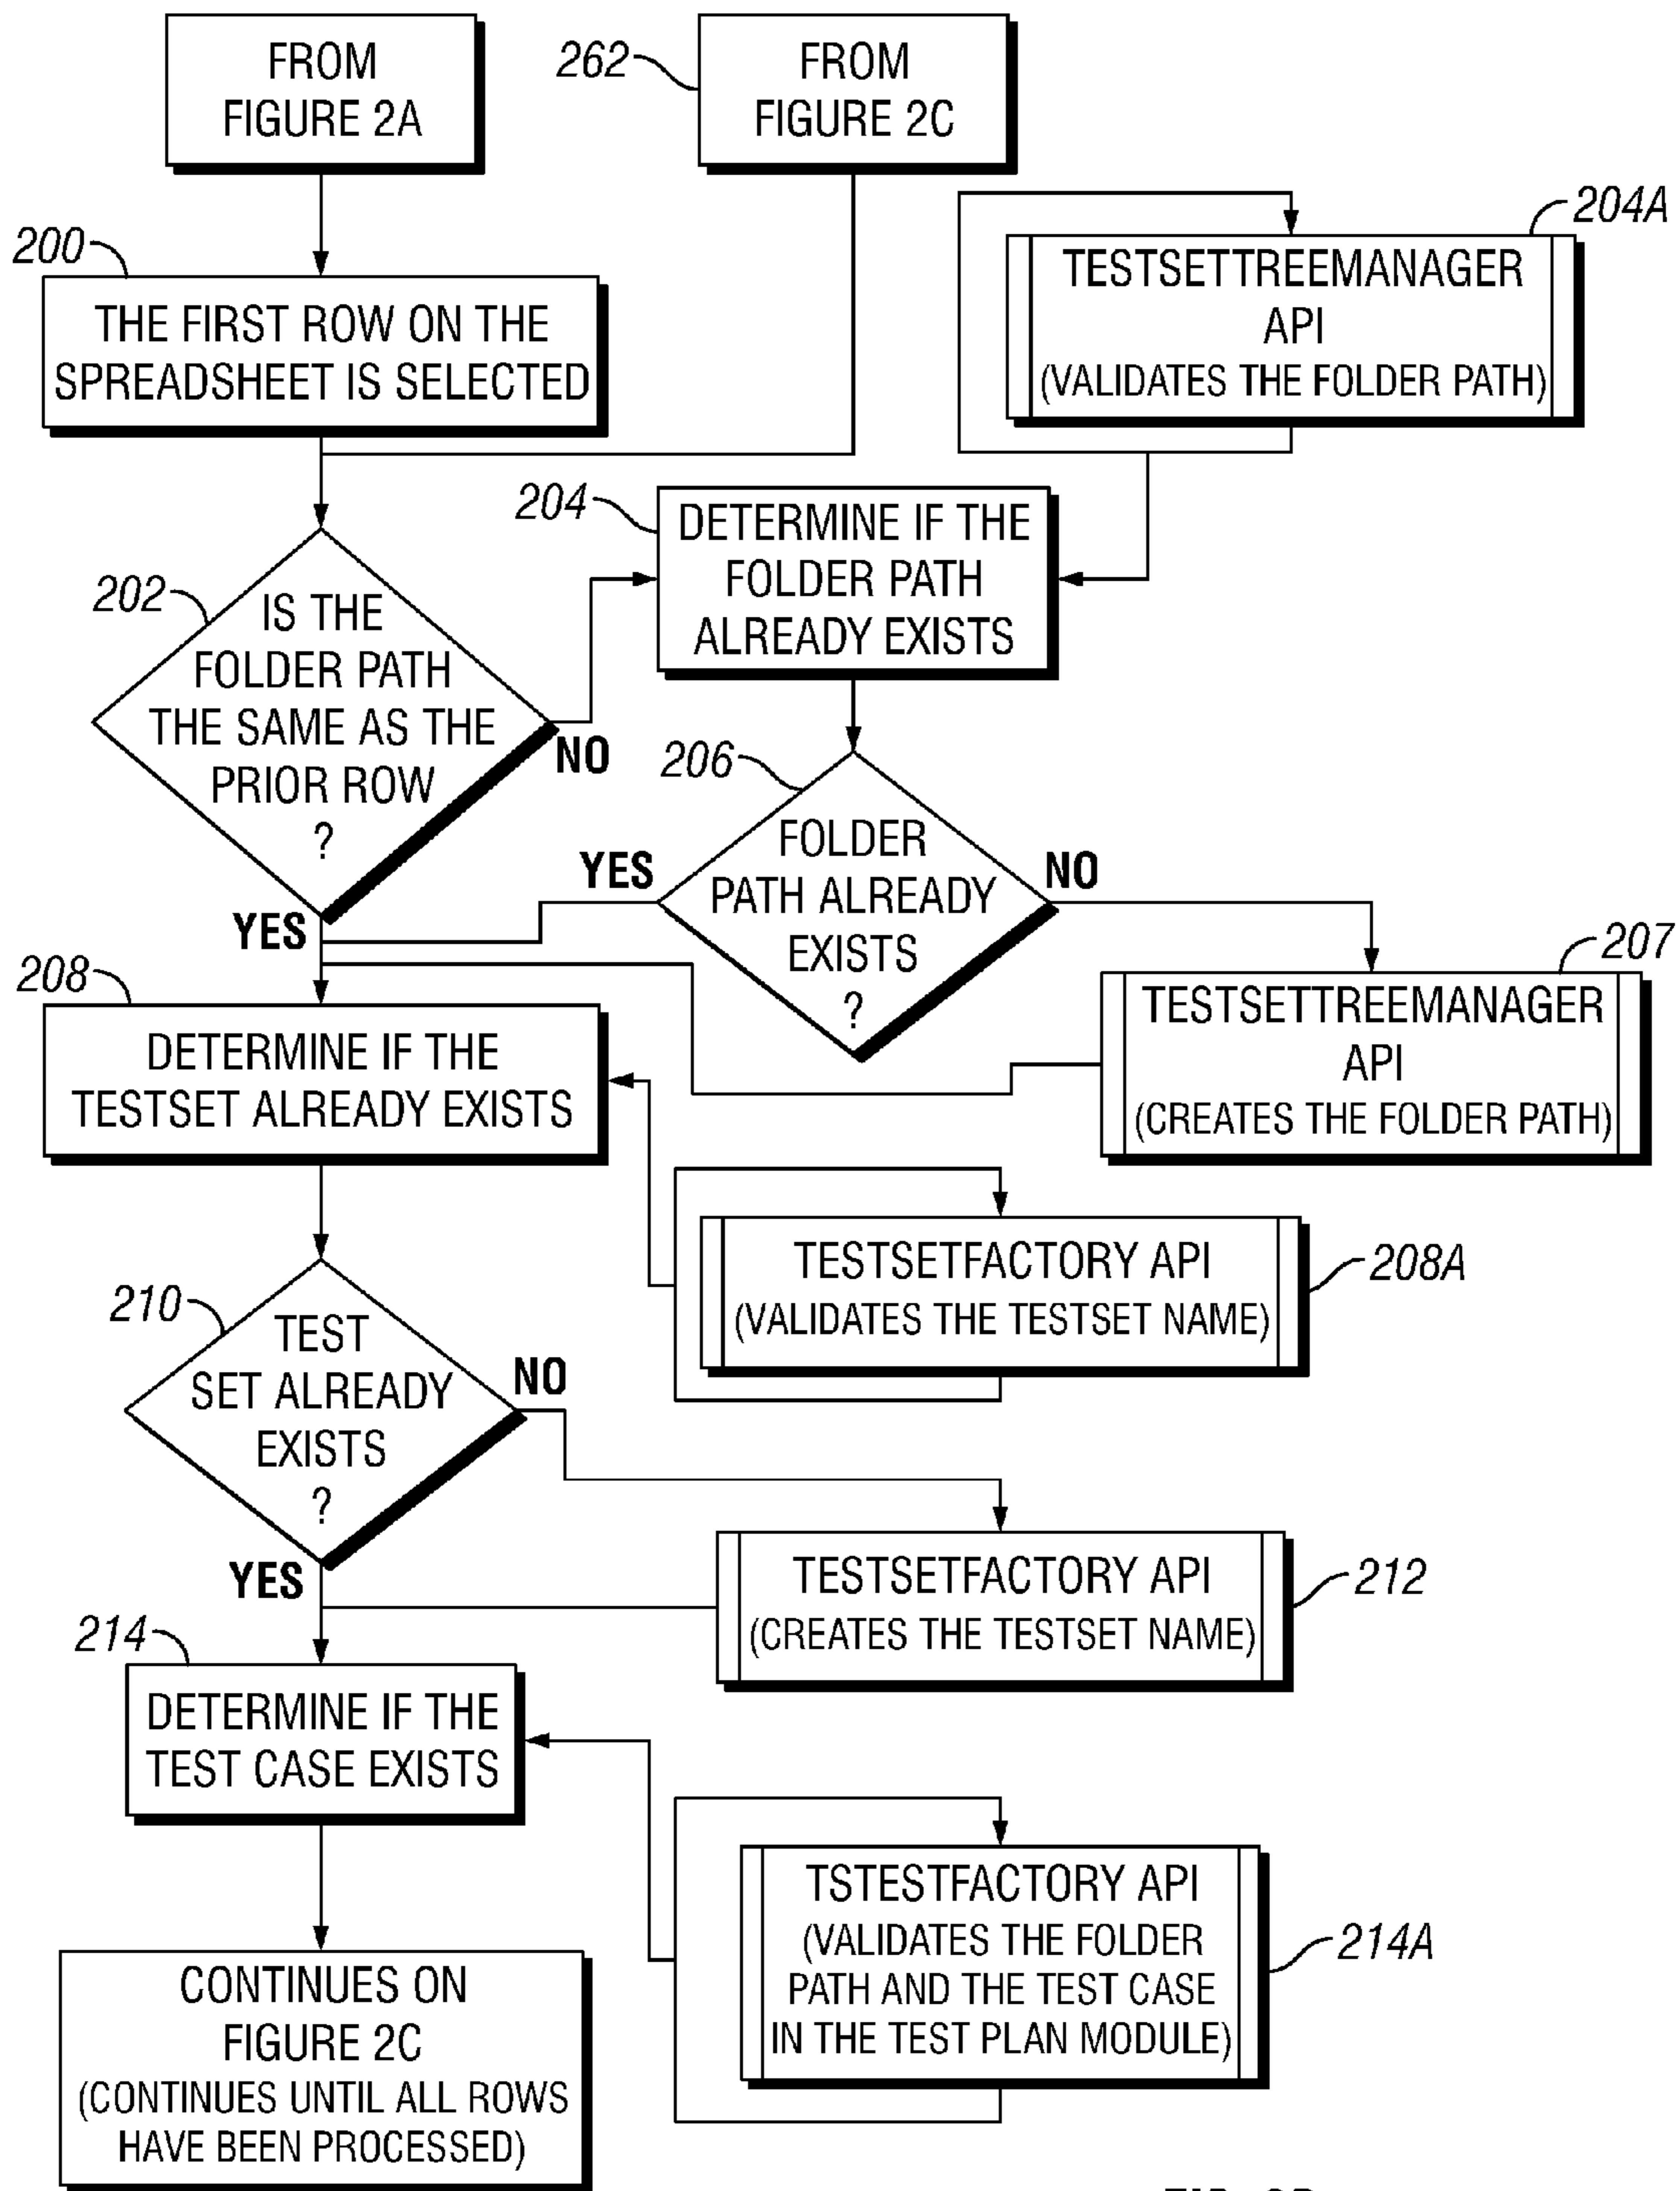 FROM
FIGURE 2A
262
FROM
FIGURE 2C
204A
TESTSETTREEMANAGER
API
(VALIDATES THE FOLDER PATH)
200
THE FIRST ROW ON THE
SPREADSHEET IS SELECTED
204
DETERMINE IF THE
FOLDER PATH
ALREADY EXISTS
202
IS THE
FOLDER PATH
THE SAME AS THE
PRIOR ROW
?
NO
YES
206
FOLDER
PATH ALREADY
EXISTS
?
YES
NO
207
TESTSETTREEMANAGER
API
(CREATES THE FOLDER PATH)
208
DETERMINE IF THE
TESTSET ALREADY EXISTS
TESTSETFACTORY API
(VALIDATES THE TESTSET NAME)
208A
210
TEST
SET ALREADY
EXISTS
?
NO
YES
TESTSETFACTORY API
(CREATES THE TESTSET NAME)
212
214
DETERMINE IF THE
TEST CASE EXISTS
TSTESTFACTORY API
(VALIDATES THE FOLDER
PATH AND THE TEST CASE
IN THE TEST PLAN MODULE)
214A
CONTINUES ON
FIGURE 2C
(CONTINUES UNTIL ALL ROWS
HAVE BEEN PROCESSED)